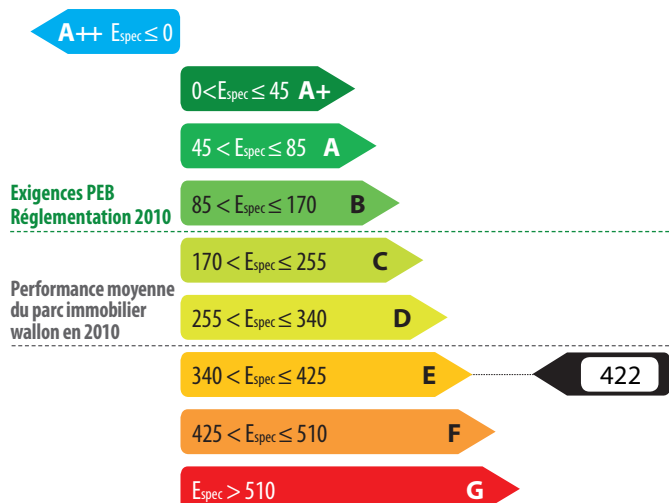 A++ Espec ≤ 0
0<Espec ≤ 45 A+
45 < Espec ≤ 85 A
Exigences PEB
Réglementation 2010
85 < Espec ≤ 170 B
170 < Espec ≤ 255 C
Performance moyenne
du parc immobilier
wallon en 2010
255 < Espec ≤ 340 D
340 < Espec ≤ 425 E
422
425 < Espec ≤ 510 F
Espec > 510 G